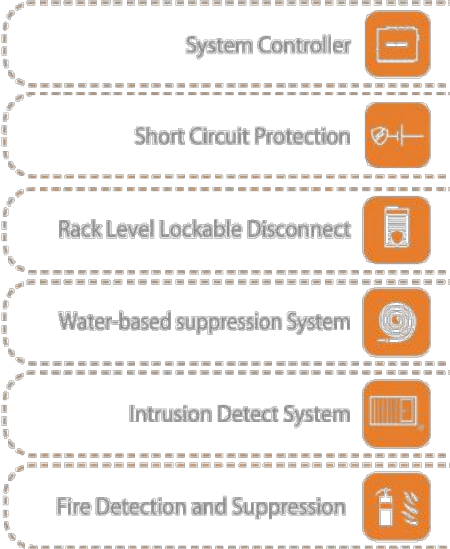 System Controller
Short Circuit Protection
Rack Level Lockable Disconnect
Water-based suppression System
Intrusion Detect System
Fire Detection and Suppression